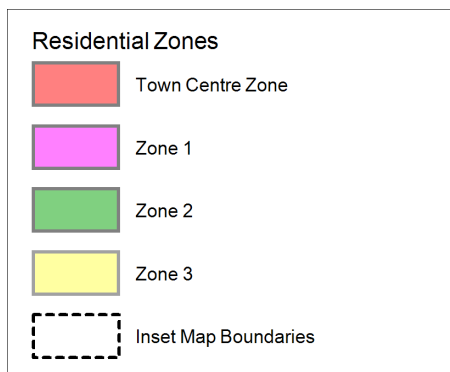 Residential Zones
Town Centre Zone
Zone 1
Zone 2
Zone 3
Inset Map Boundaries